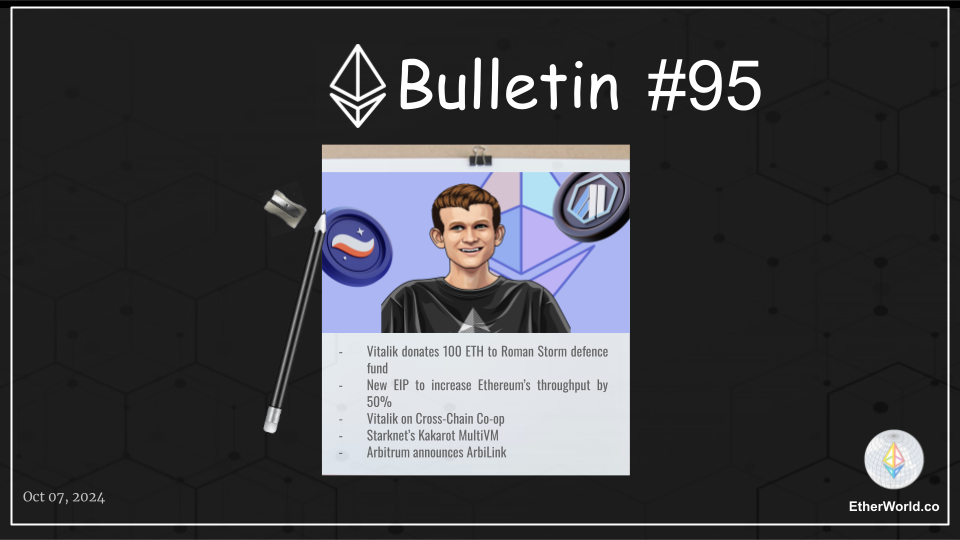 Bulletin #95
- Vitalik donates 100 ETH to Roman Storm defence
fund
- New EIP to increase Ethereum's throughput by
50%
- Vitalik on Cross-Chain Co-op
- Starknet's Kakarot MultiVM
- Arbitrum announces ArbiLink
Oct 07, 2024
EtherWorld.co